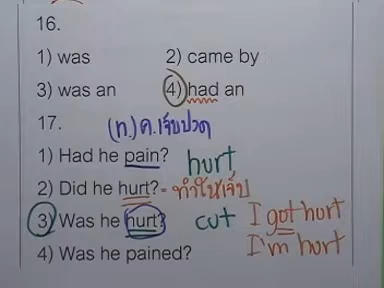 16.
1) was 2) came by
3) was an 4) had an
17. (n.) ค.เจ็บปวด
1) Had he pain? hurt
2) Did he hurt? = ทำให้เจ็บ
3) Was he hurt? cut I got hurt
4) Was he pained? I'm hurt